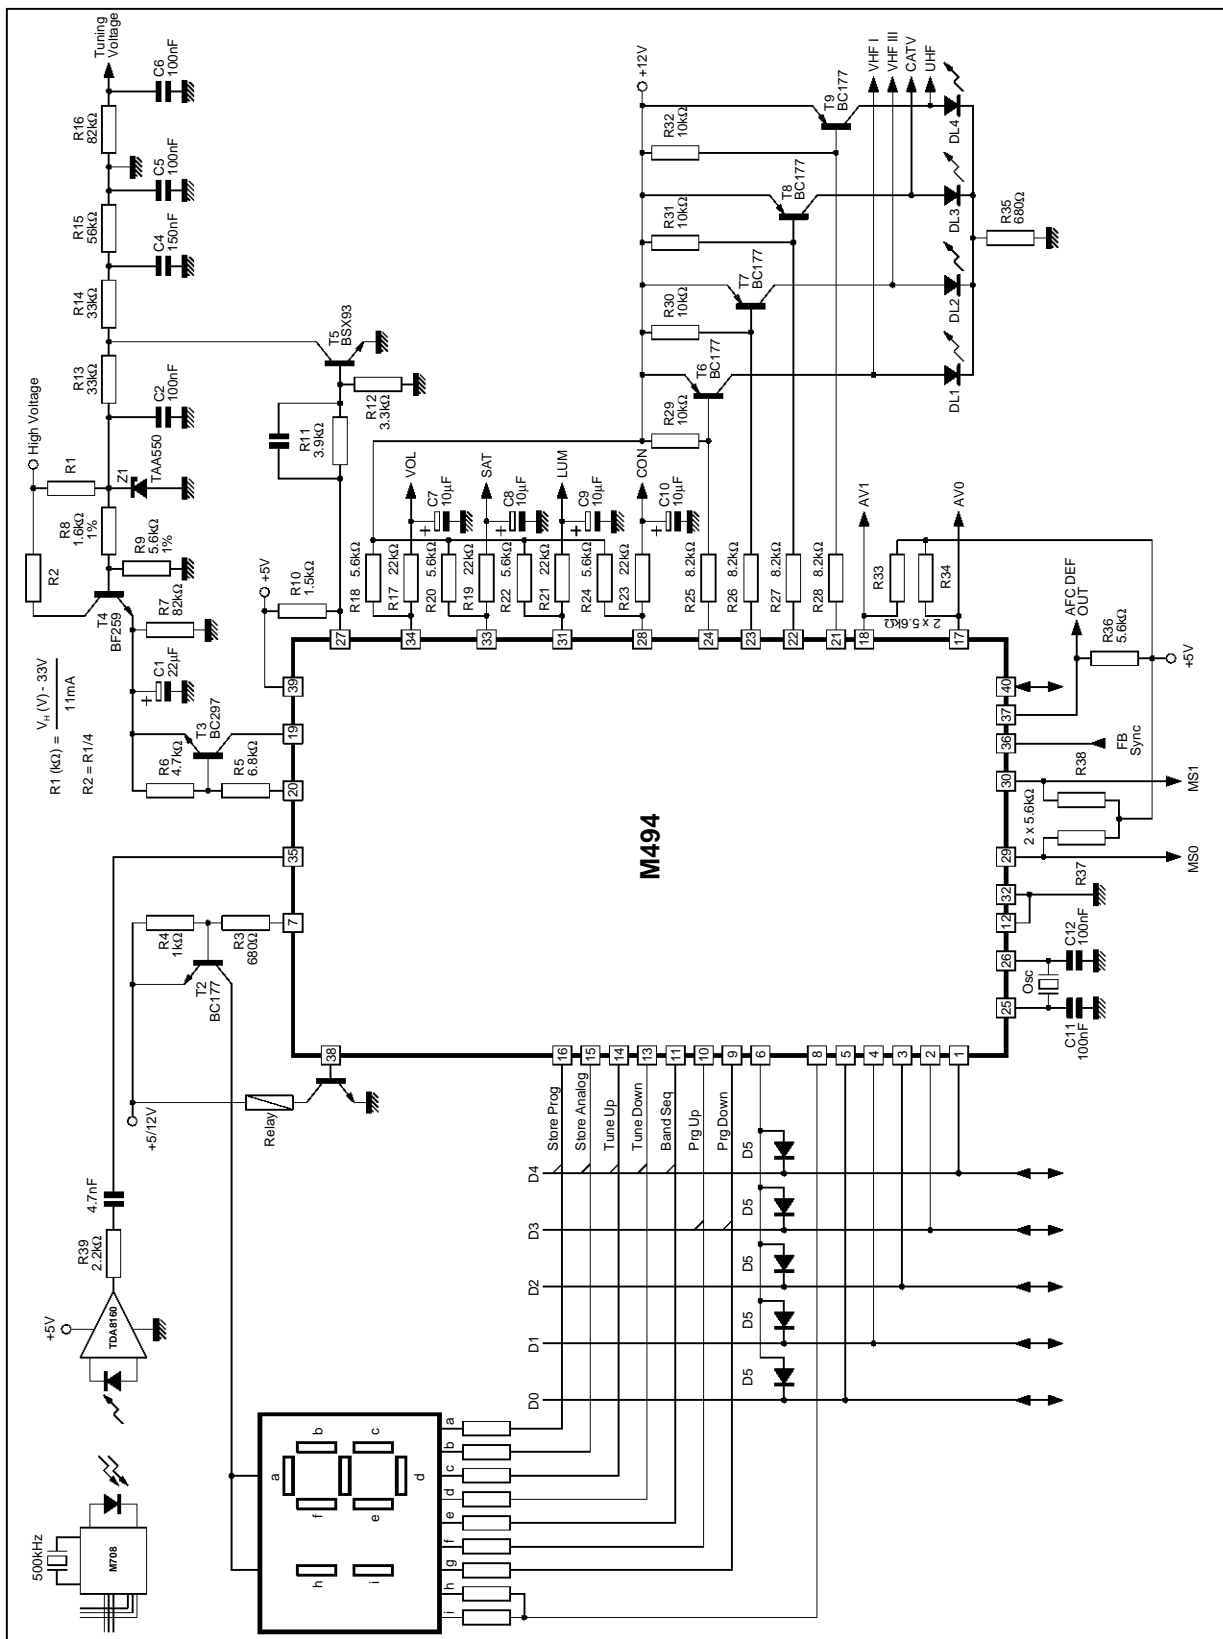 500kHz
M708
+5V
TDA8160
R39
2.2kΩ
4.7nF
+5/12V
Relay
38
T2
BC177
R4
1kΩ
R3
680Ω
7
35
R1 (kΩ) = V_H (V) - 33V
11mA
R2 = R1/4
R6
4.7kΩ
R5
6.8kΩ
20
T3
BC297
19
+
C1
22µF
39
T4
BF259
R7
82kΩ
R2
R9
5.6kΩ
1%
R8
1.6kΩ
1%
R1
High Voltage
Z1
TAA550
C2
100nF
R13
33kΩ
R14
33kΩ
C4
150nF
R15
56kΩ
C5
100nF
R16
82kΩ
C6
100nF
Tuning
Voltage
+5V
R10
1.5kΩ
27
R11
3.9kΩ
R12
3.3kΩ
T5
BSX93
R18
5.6kΩ
R17
22kΩ
34
VOL
+
C7
10µF
R20
5.6kΩ
R19
22kΩ
33
SAT
+
C8
10µF
R22
5.6kΩ
R21
22kΩ
31
LUM
+
C9
10µF
R24
5.6kΩ
R23
22kΩ
28
CON
+
C10
10µF
R25
8.2kΩ
24
R26
8.2kΩ
23
R27
8.2kΩ
22
R28
8.2kΩ
21
+12V
R29
10kΩ
T6
BC177
R30
10kΩ
T7
BC177
R31
10kΩ
T8
BC177
R32
10kΩ
T9
BC177
VHF I
VHF III
CATV
UHF
DL1
DL2
DL3
DL4
R35
680Ω
18
AV1
R33
2 x 5.6kΩ
R34
17
AV0
M494
a
b
c
d
e
f
h
i
a
b
c
d
e
f
g
h
i
16
15
14
13
11
10
9
6
8
5
4
3
2
1
Store Prog
Store Analog
Tune Up
Tune Down
Band Seq
Prg Up
Prg Down
D0
D1
D2
D3
D4
D5
D5
D5
D5
D5
25
26
12
32
29
30
36
37
40
Osc
C11
100nF
C12
100nF
R37
2 x 5.6kΩ
R38
MS0
MS1
FB
Sync
AFC DEF
OUT
R36
5.6kΩ
+5V